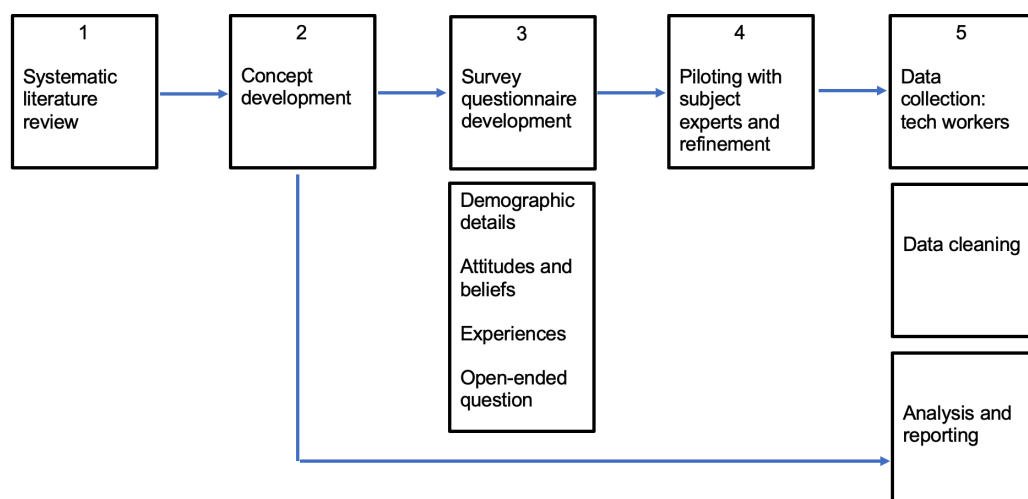 1
Systematic
literature
review
2
Concept
development
3
Survey
questionnaire
development
4
Piloting with
subject
experts and
refinement
5
Data
collection:
tech workers
Demographic
details
Attitudes and
beliefs
Experiences
Open-ended
question
Data cleaning
Analysis and
reporting